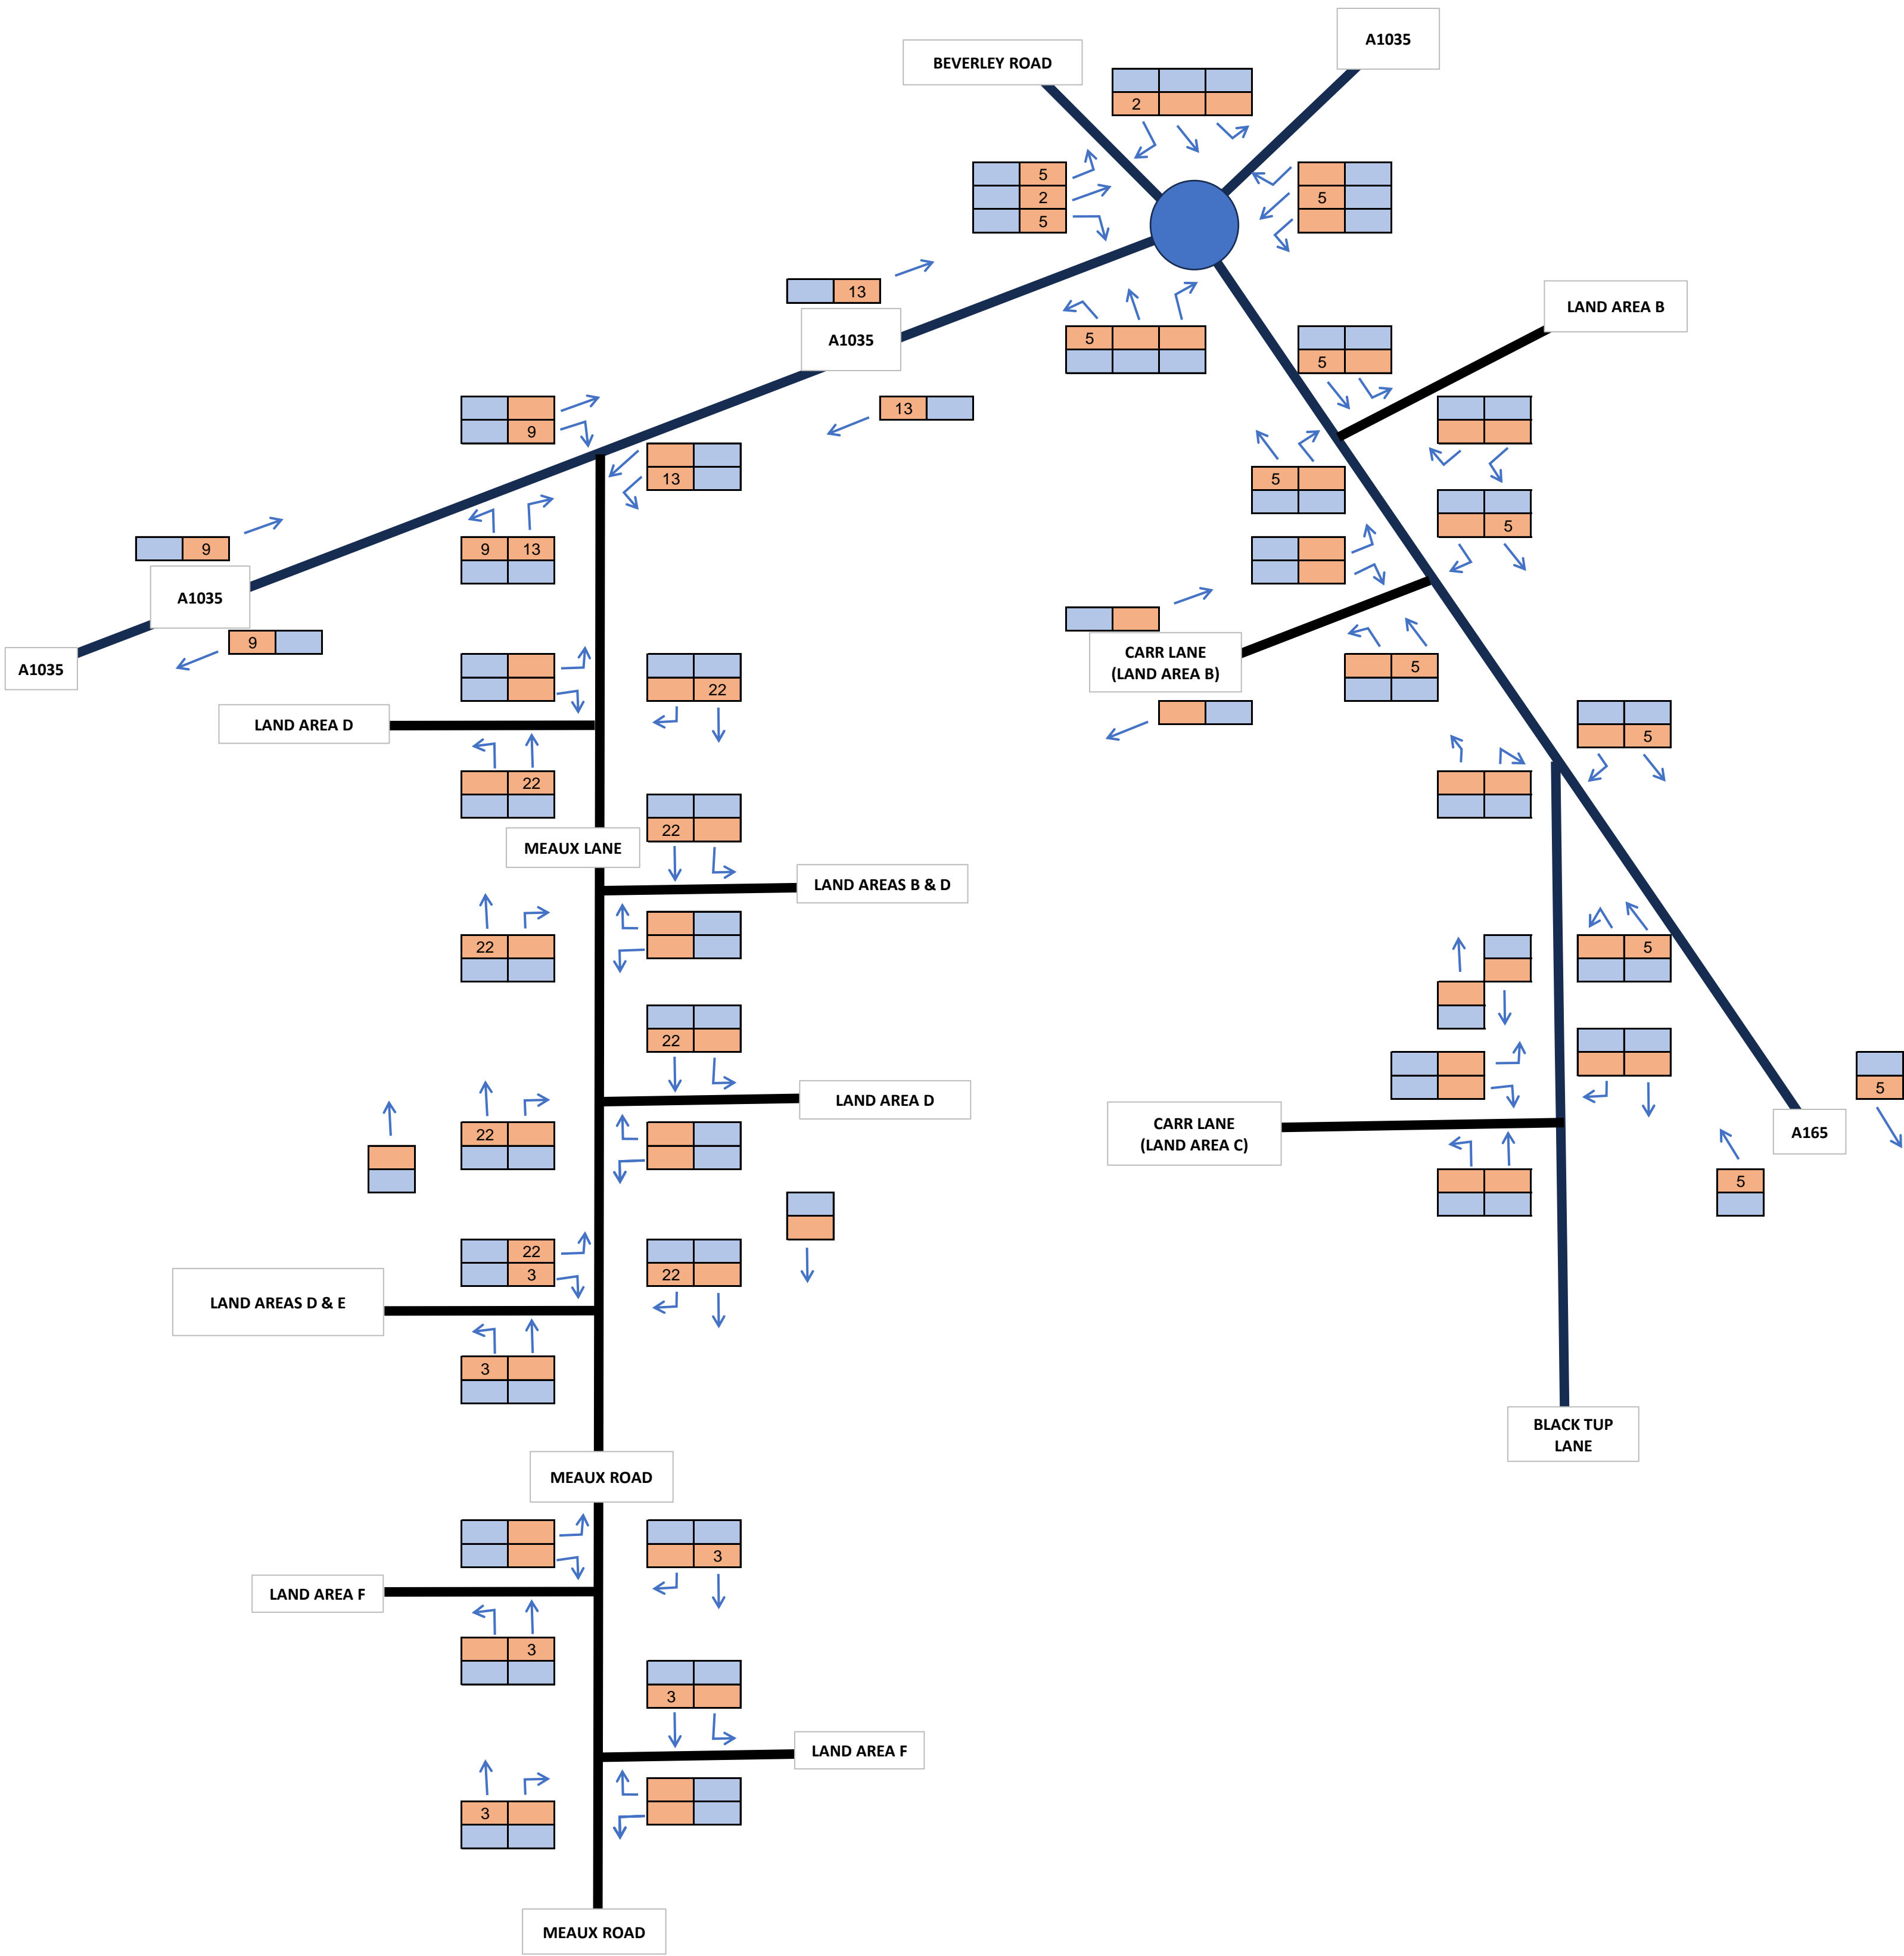 A1035
BEVERLEY ROAD
2
5
2
5
5
13
A1035
LAND AREA B
5
5
13
9
13
5
5
9
9 13
A1035
9
A1035
CARR LANE
(LAND AREA B)
5
22
LAND AREA D
5
22
22
MEAUX LANE
LAND AREAS B & D
22
5
22
LAND AREA D
22
5
CARR LANE
(LAND AREA C)
A165
5
22
3
22
LAND AREAS D & E
3
BLACK TUP
LANE
MEAUX ROAD
3
LAND AREA F
3
3
LAND AREA F
3
MEAUX ROAD